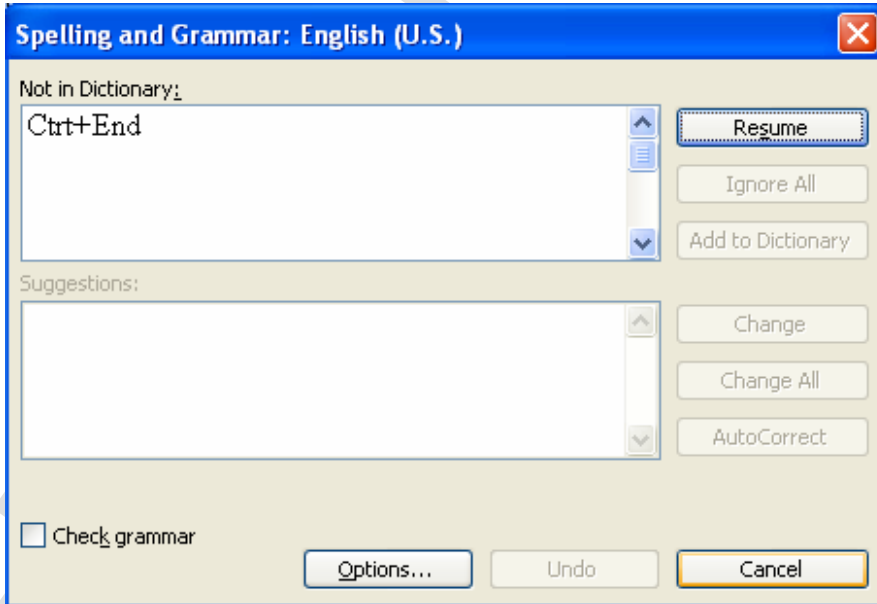 Spelling and Grammar: English (U.S.)
Not in Dictionary:
Ctrt+End
Resume
Ignore All
Add to Dictionary
Suggestions:
Change
Change All
AutoCorrect
Check grammar
Options...
Undo
Cancel